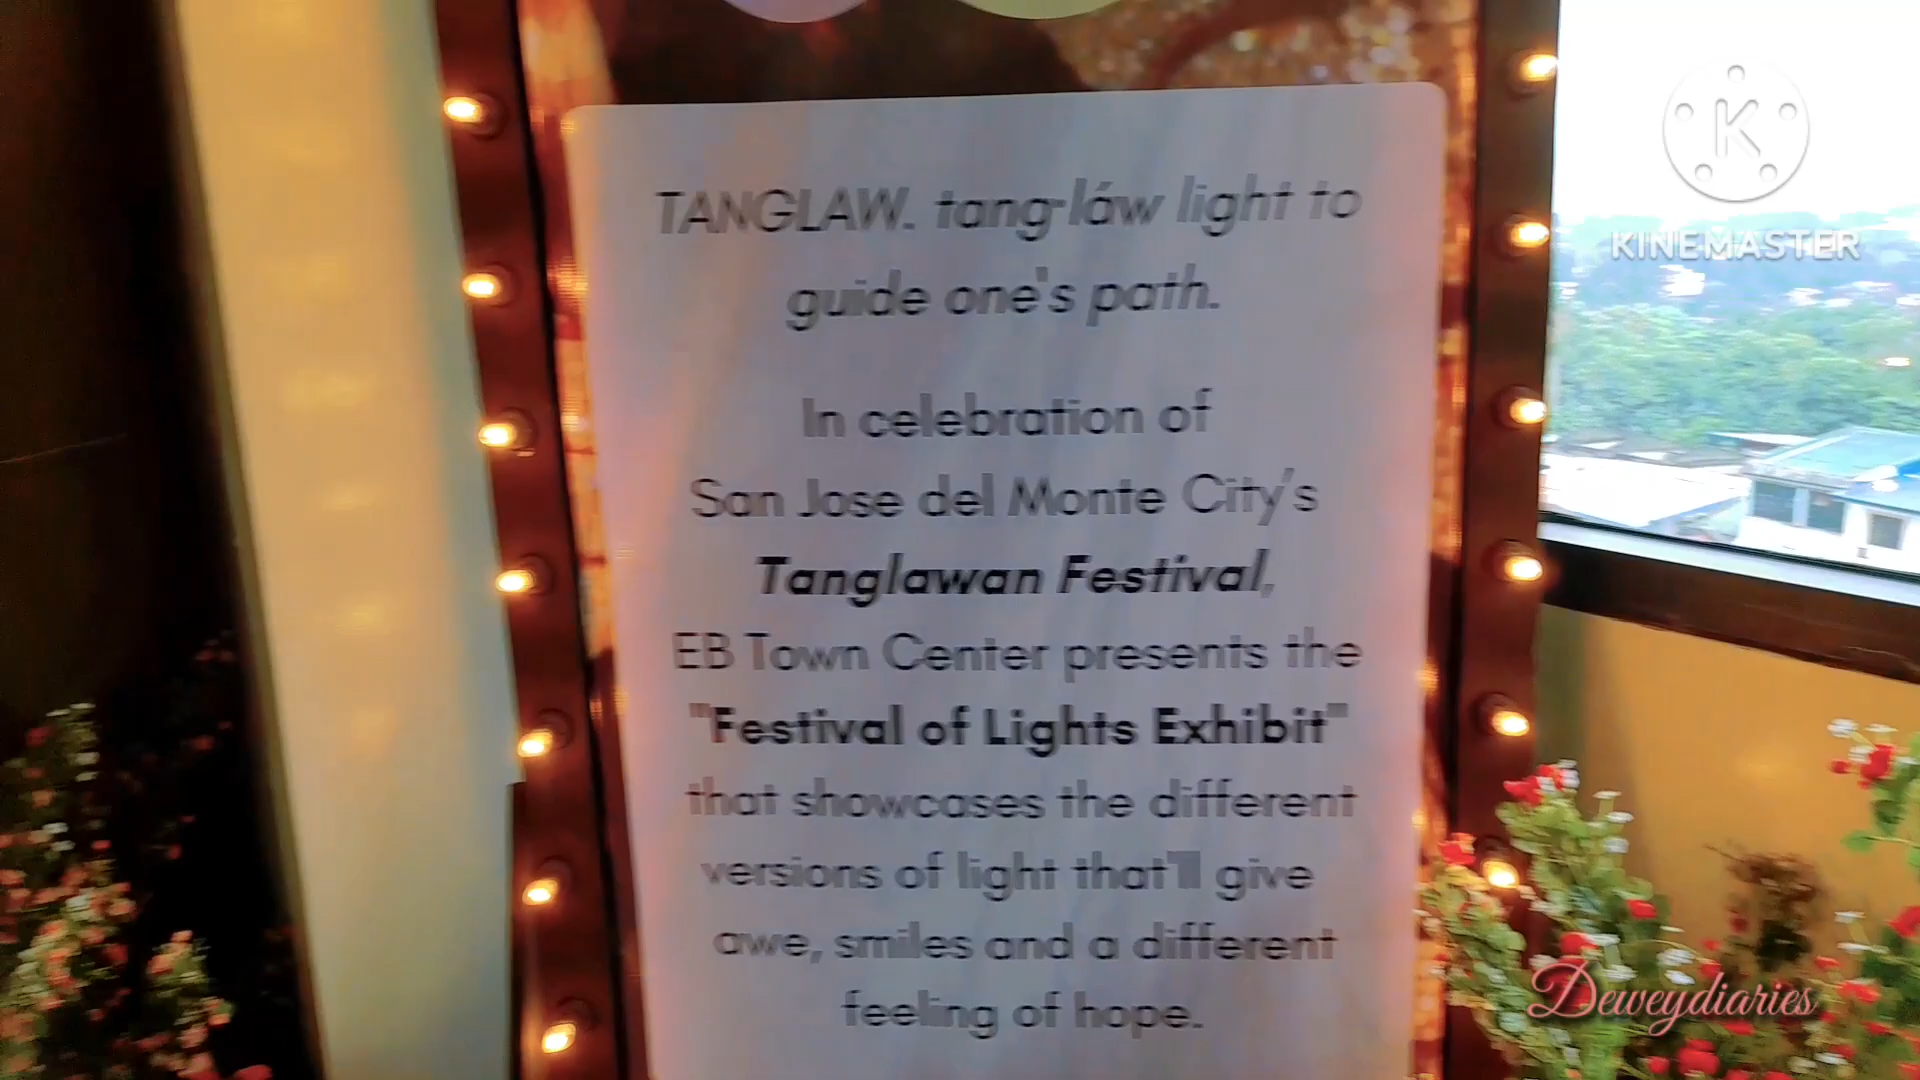 TANGLAW. tang·láw light to
guide one's path.
In celebration of
San Jose del Monte City's
Tanglawan Festival,
EB Town Center presents the
"Festival of Lights Exhibit"
that showcases the different
versions of light that'll give
awe, smiles and a different
feeling of hope.
K
KINEMASTER
Deweydiaries